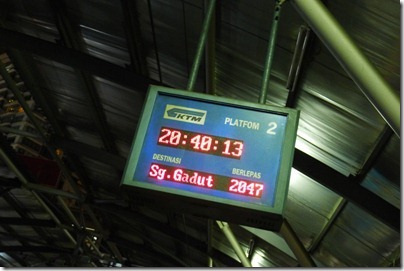 KTM PLATFOM 2
20:40:13
DESTINASI BERLEPAS
Sg.Gadut 2047